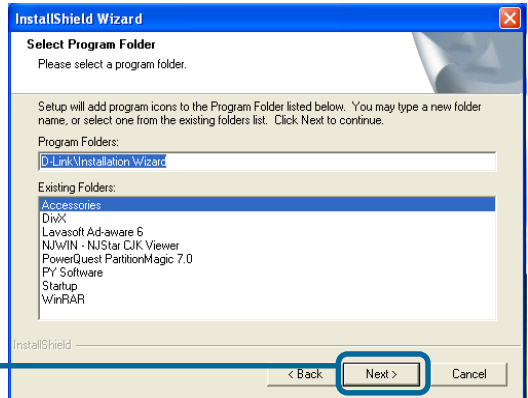 InstallShield Wizard
Select Program Folder
Please select a program folder.
Setup will add program icons to the Program Folder listed below. You may type a new folder
name, or select one from the existing folders list. Click Next to continue.
Program Folders:
D-Link\Installation Wizard
Existing Folders:
Accessories
DivX
Lavasoft Ad-aware 6
NJWIN - NJStar CJK Viewer
PowerQuest PartitionMagic 7.0
PY Software
Startup
WinRAR
InstallShield
< Back Next > Cancel